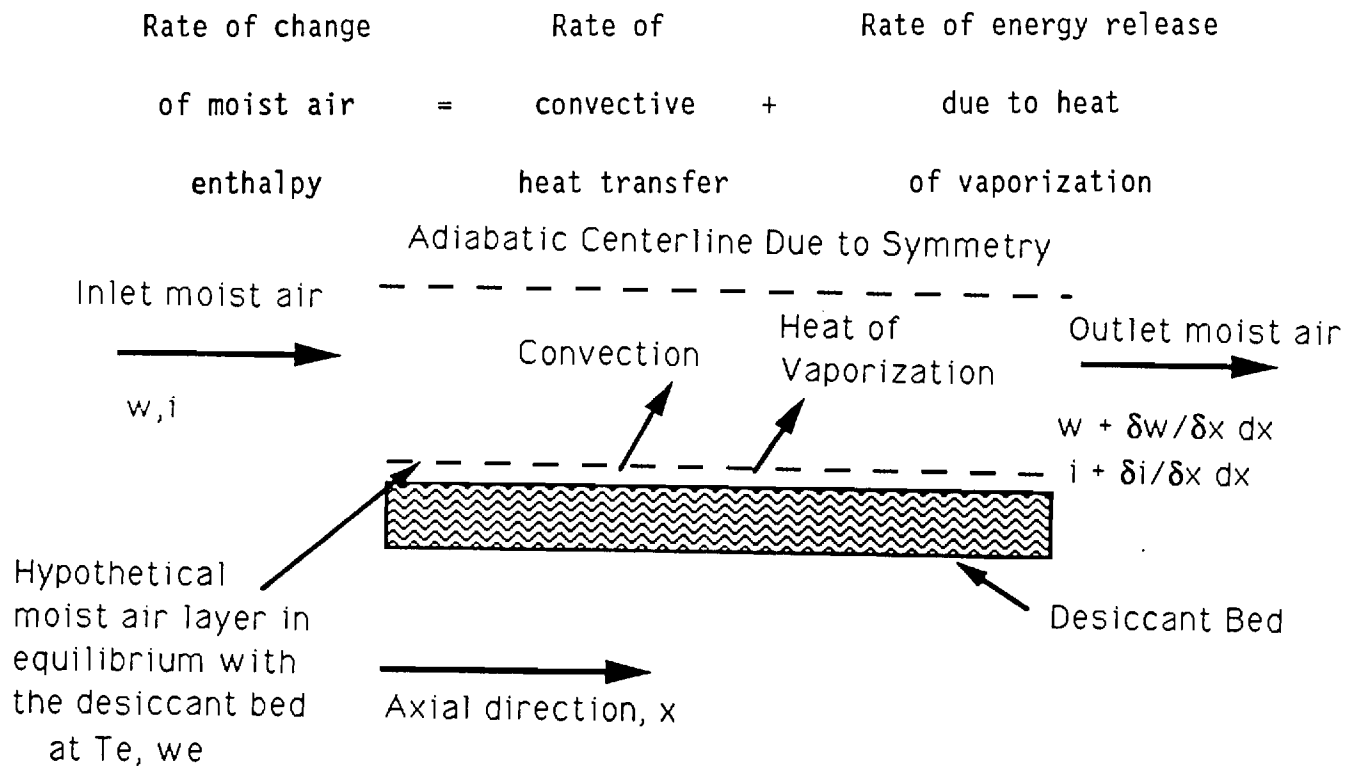 Rate of change Rate of Rate of energy release
of moist air = convective + due to heat
enthalpy heat transfer of vaporization
Adiabatic Centerline Due to Symmetry
Inlet moist air
w,i
Convection
Heat of
Vaporization
Outlet moist air
w + δw/δx dx
i + δi/δx dx
Hypothetical
moist air layer in
equilibrium with
the desiccant bed
at Te, we
Desiccant Bed
Axial direction, x